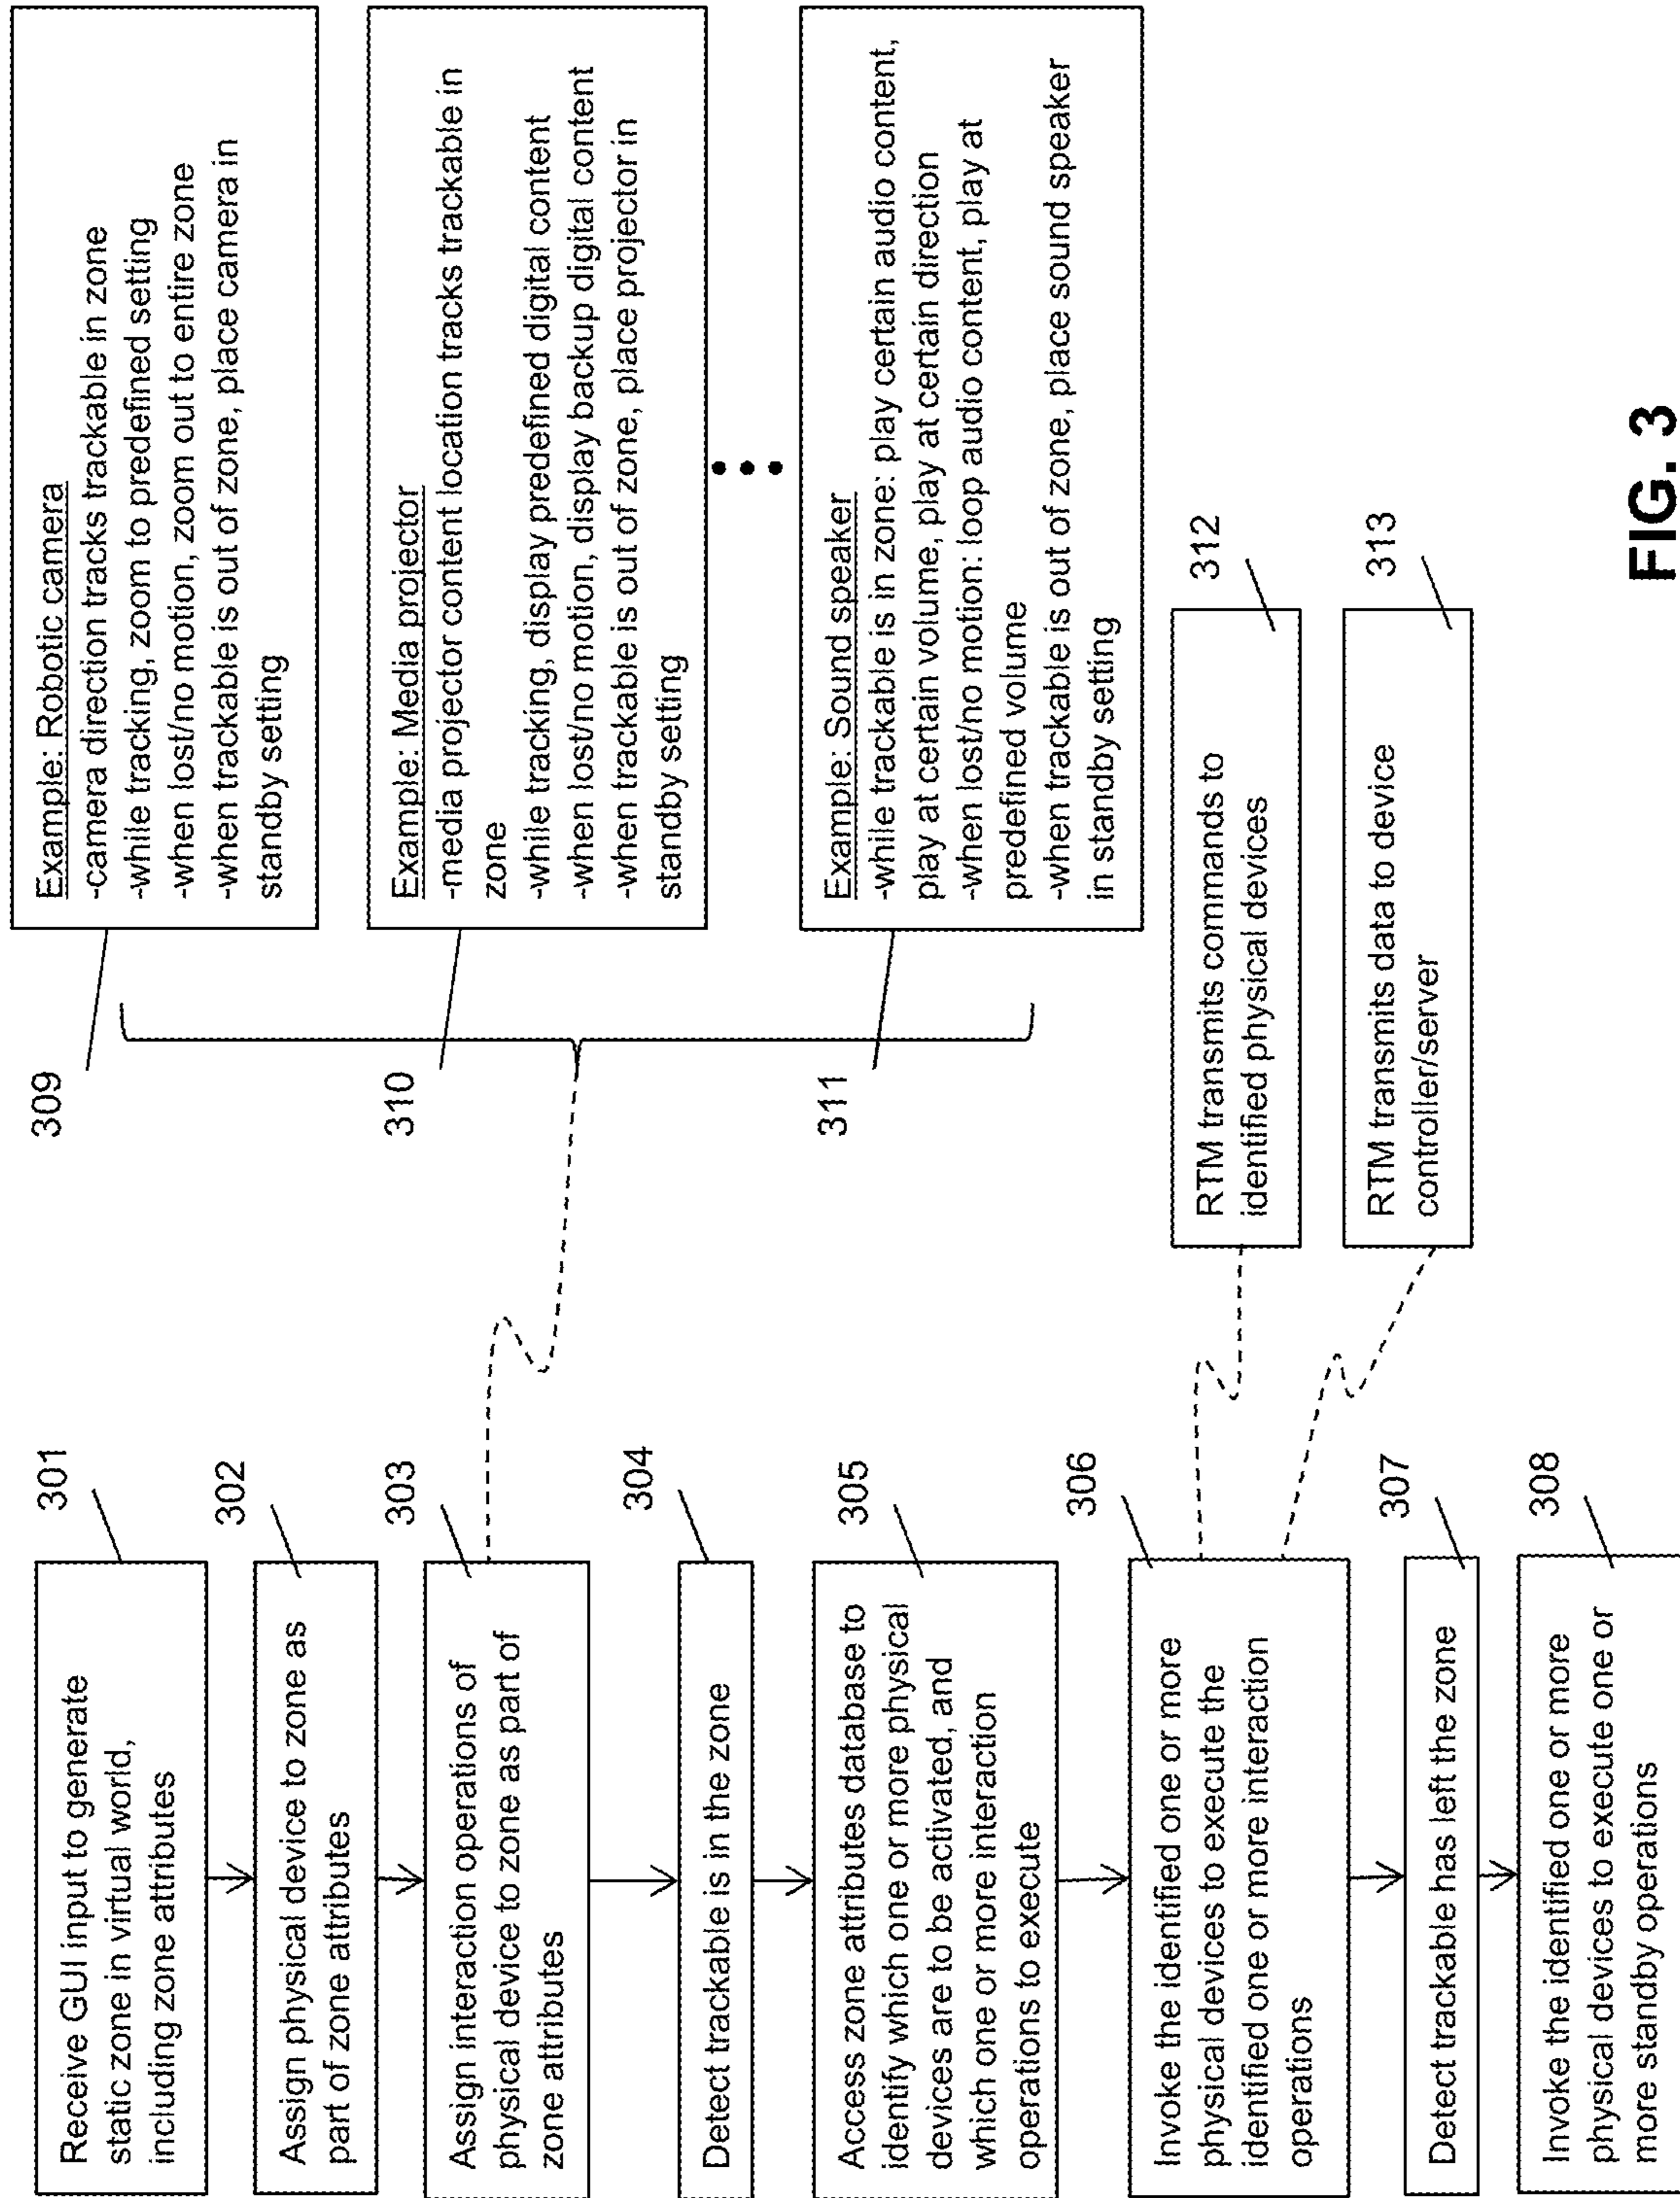 301
Receive GUI input to generate
static zone in virtual world,
including zone attributes
302
Assign physical device to zone as
part of zone attributes
303
Assign interaction operations of
physical device to zone as part of
zone attributes
304
Detect trackable is in the zone
305
Access zone attributes database to
identify which one or more physical
devices are to be activated, and
which one or more interaction
operations to execute
306
Invoke the identified one or more
physical devices to execute the
identified one or more interaction
operations
307
Detect trackable has left the zone
308
Invoke the identified one or more
physical devices to execute one or
more standby operations
309
Example: Robotic camera
-camera direction tracks trackable in zone
-while tracking, zoom to predefined setting
-when lost/no motion, zoom out to entire zone
-when trackable is out of zone, place camera in
standby setting
310
Example: Media projector
-media projector content location tracks trackable in
zone
-while tracking, display predefined digital content
-when lost/no motion, display backup digital content
-when trackable is out of zone, place projector in
standby setting
311
Example: Sound speaker
-while trackable is in zone: play certain audio content,
play at certain volume, play at certain direction
-when lost/no motion: loop audio content, play at
predefined volume
-when trackable is out of zone, place sound speaker
in standby setting
312
RTM transmits commands to
identified physical devices
313
RTM transmits data to device
controller/server
FIG. 3